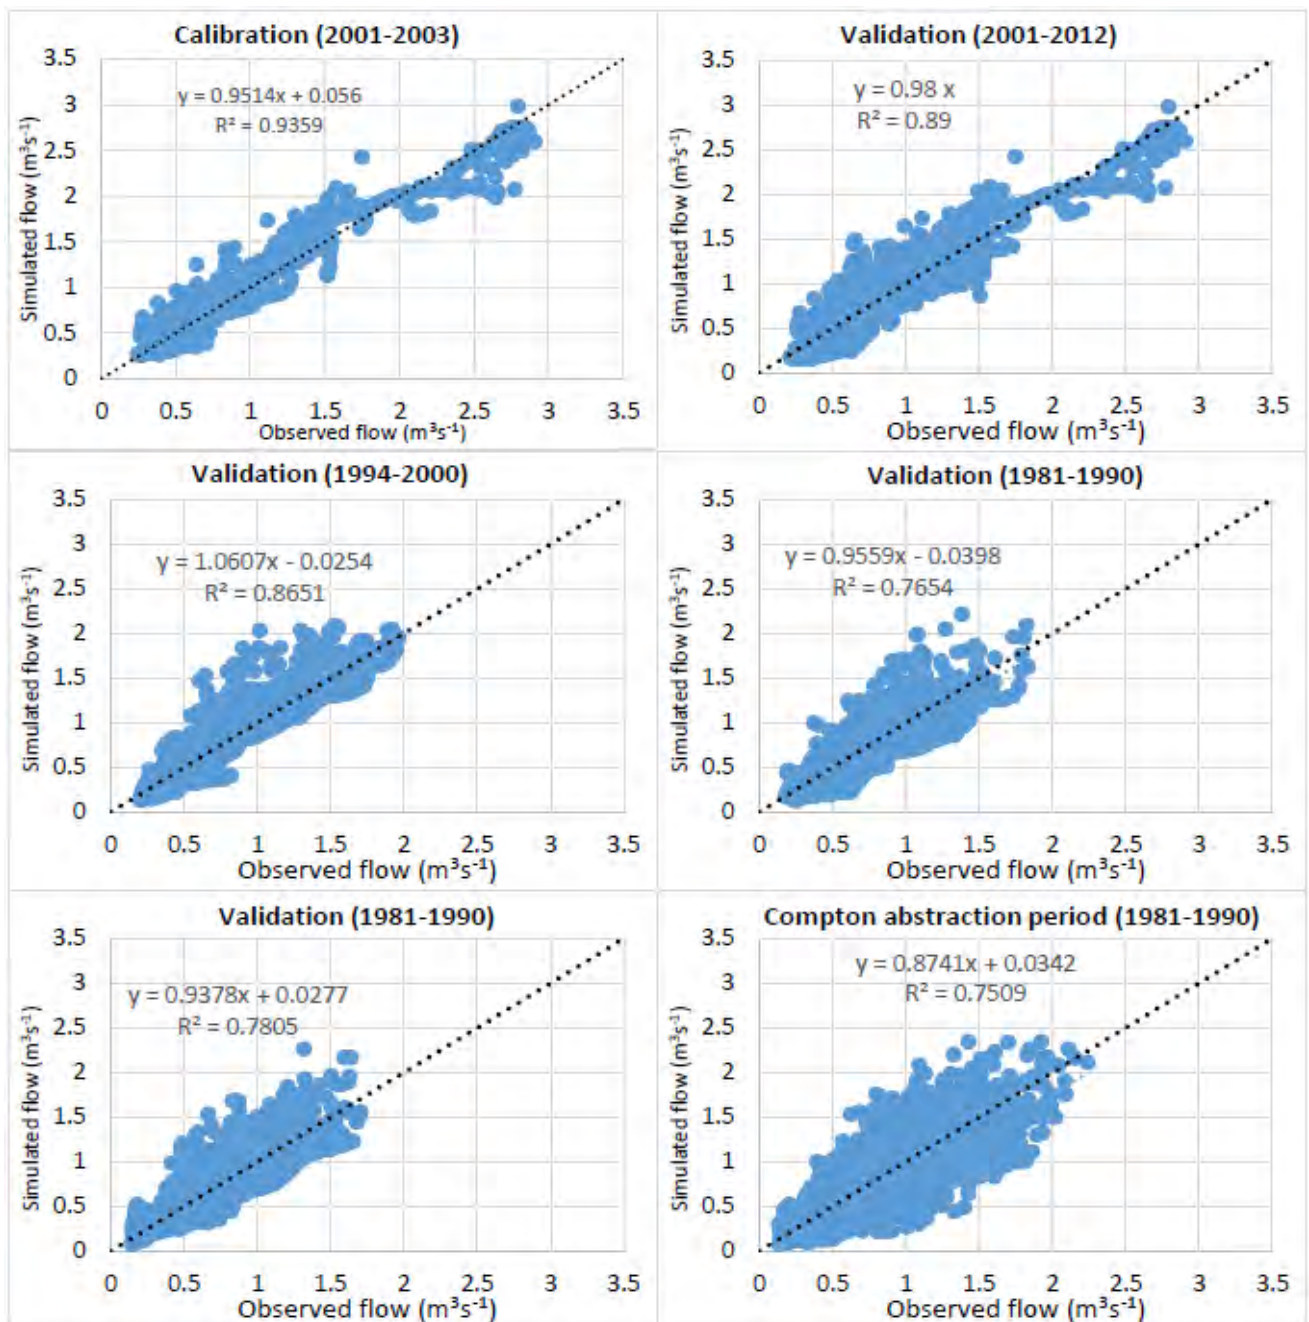 Calibration (2001-2003)
3.5
3
2.5
2
1.5
1
0.5
0
Simulated flow (m³s⁻¹)
y = 0.9514x + 0.056
R² = 0.9359
0 0.5 1 1.5 2 2.5 3 3.5
Observed flow (m³s⁻¹)
Validation (2001-2012)
3.5
3
2.5
2
1.5
1
0.5
0
Simulated flow (m³s⁻¹)
y = 0.98 x
R² = 0.89
0 0.5 1 1.5 2 2.5 3 3.5
Observed flow (m³s⁻¹)
Validation (1994-2000)
3.5
3
2.5
2
1.5
1
0.5
0
Simulated flow (m³s⁻¹)
y = 1.0607x - 0.0254
R² = 0.8651
0 0.5 1 1.5 2 2.5 3 3.5
Observed flow (m³s⁻¹)
Validation (1981-1990)
3.5
3
2.5
2
1.5
1
0.5
0
Simulated flow (m³s⁻¹)
y = 0.9559x - 0.0398
R² = 0.7654
0 0.5 1 1.5 2 2.5 3 3.5
Observed flow (m³s⁻¹)
Validation (1981-1990)
3.5
3
2.5
2
1.5
1
0.5
0
Simulated flow (m³s⁻¹)
y = 0.9378x + 0.0277
R² = 0.7805
0 0.5 1 1.5 2 2.5 3 3.5
Observed flow (m³s⁻¹)
Compton abstraction period (1981-1990)
3.5
3
2.5
2
1.5
1
0.5
0
Simulated flow (m³s⁻¹)
y = 0.8741x + 0.0342
R² = 0.7509
0 0.5 1 1.5 2 2.5 3 3.5
Observed flow (m³s⁻¹)